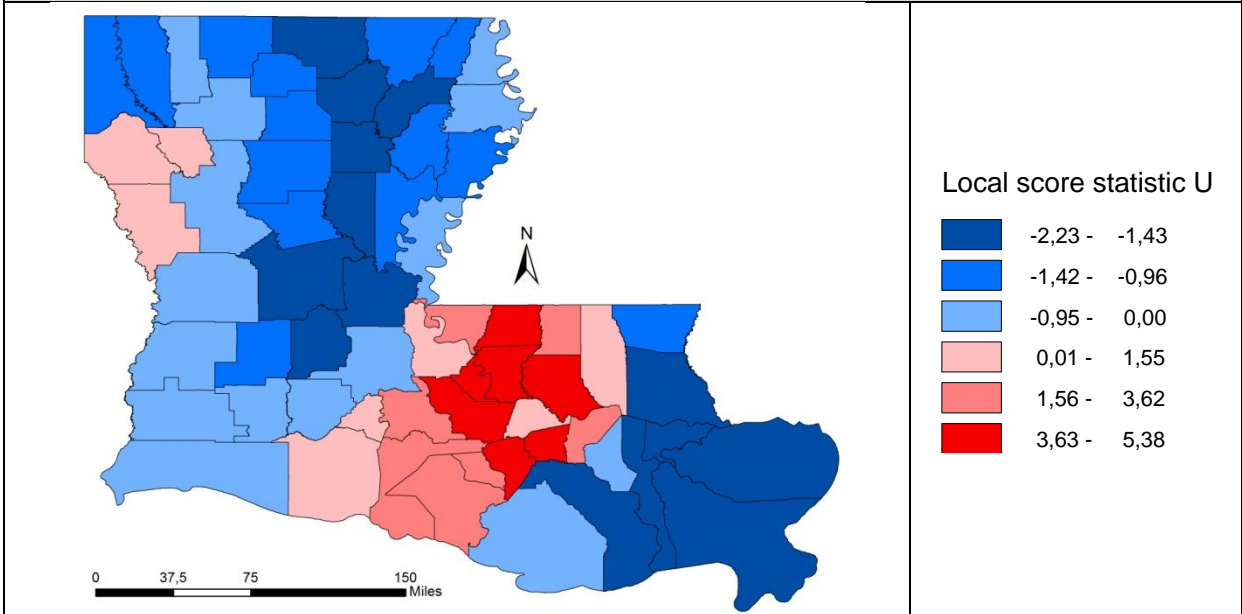 N
Local score statistic U
-2,23 - -1,43
-1,42 - -0,96
-0,95 - 0,00
0,01 - 1,55
1,56 - 3,62
3,63 - 5,38
0 37,5 75 150
Miles